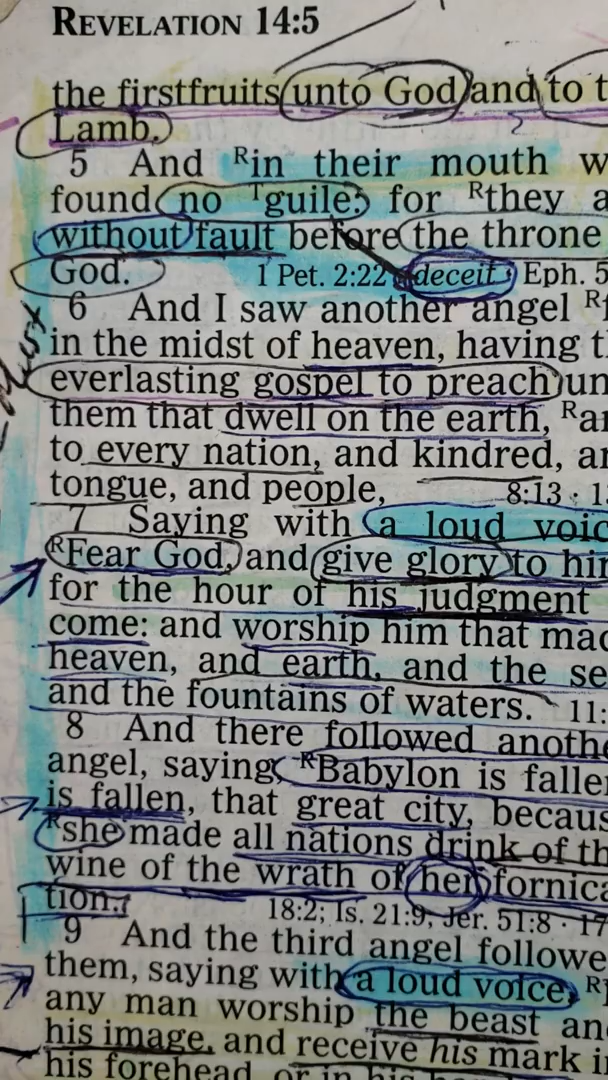 REVELATION 14:5
the firstfruits unto God and to t
Lamb.
5 And Rin their mouth w
found no Tguile: for Rthey a
without fault before the throne
God. 1 Pet. 2:22 · deceit · Eph. 5
6 And I saw another angel R
in the midst of heaven, having t
everlasting gospel to preach un
them that dwell on the earth, Ra
to every nation, and kindred, a
tongue, and people, 8:13 · 1
7 Saying with a loud voic
RFear God, and give glory to hi
for the hour of his judgment
come: and worship him that mad
heaven, and earth, and the se
and the fountains of waters. 11:
8 And there followed anothe
angel, saying, RBabylon is falle
is fallen, that great city, becaus
Rshe made all nations drink of th
wine of the wrath of her fornica
tion. 18:2; Is. 21:9; Jer. 51:8 · 17
9 And the third angel followe
them, saying with a loud voice, R
any man worship the beast an
his image, and receive his mark i
his forehead, or in his